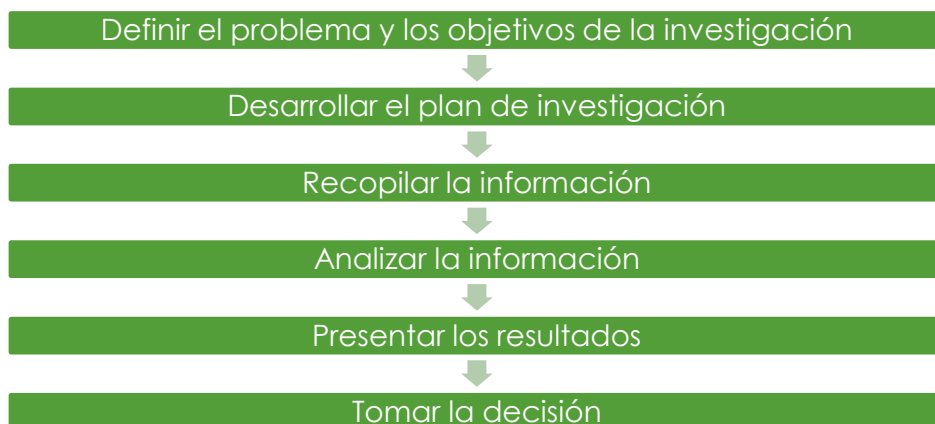 Definir el problema y los objetivos de la investigación
Desarrollar el plan de investigación
Recopilar la información
Analizar la información
Presentar los resultados
Tomar la decisión